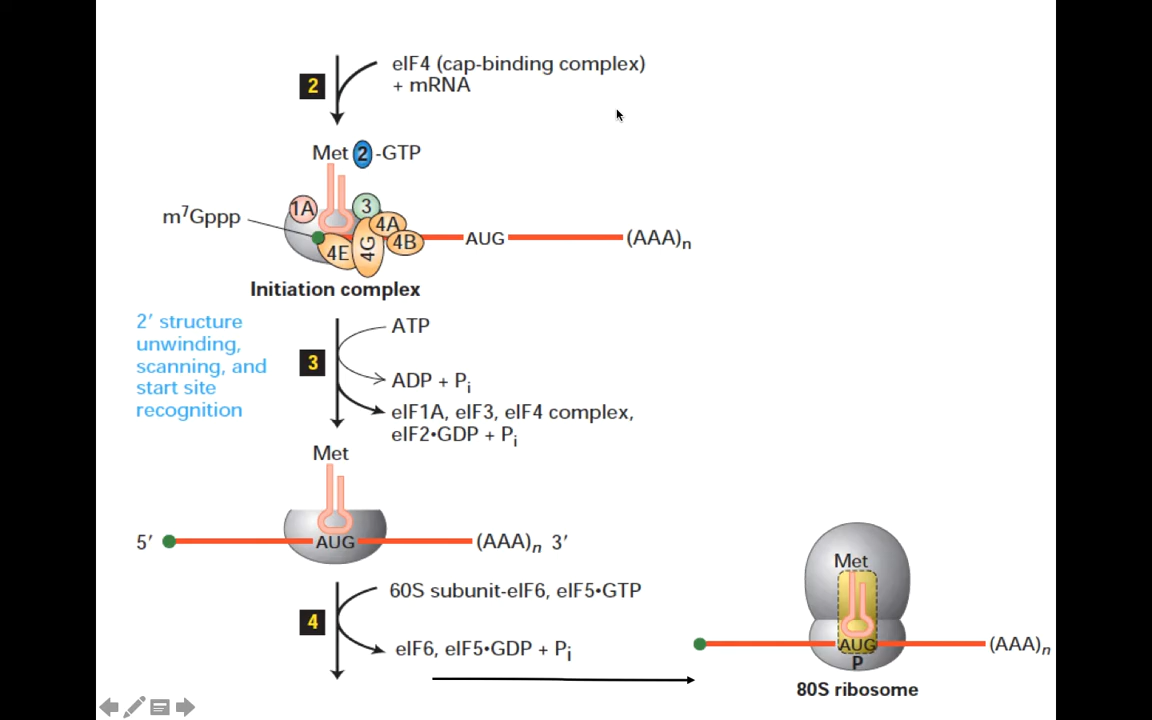 eIF4 (cap-binding complex)
+ mRNA
2
Met 2 -GTP
m⁷Gppp
1A
3
4A
4B
4E
4G
AUG
(AAA)ₙ
Initiation complex
2′ structure
unwinding,
scanning, and
start site
recognition
3
ATP
ADP + Pᵢ
eIF1A, eIF3, eIF4 complex,
eIF2•GDP + Pᵢ
Met
5′
AUG
(AAA)ₙ 3′
4
60S subunit-eIF6, eIF5•GTP
eIF6, eIF5•GDP + Pᵢ
Met
AUG
(AAA)ₙ
P
80S ribosome